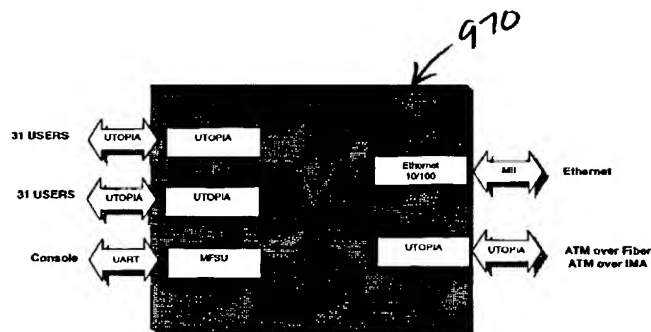 970
31 USERS
UTOPIA
UTOPIA
31 USERS
UTOPIA
UTOPIA
Console
UART
MFSU
Ethernet
10/100
MII
Ethernet
UTOPIA
UTOPIA
ATM over Fiber
ATM over IMA